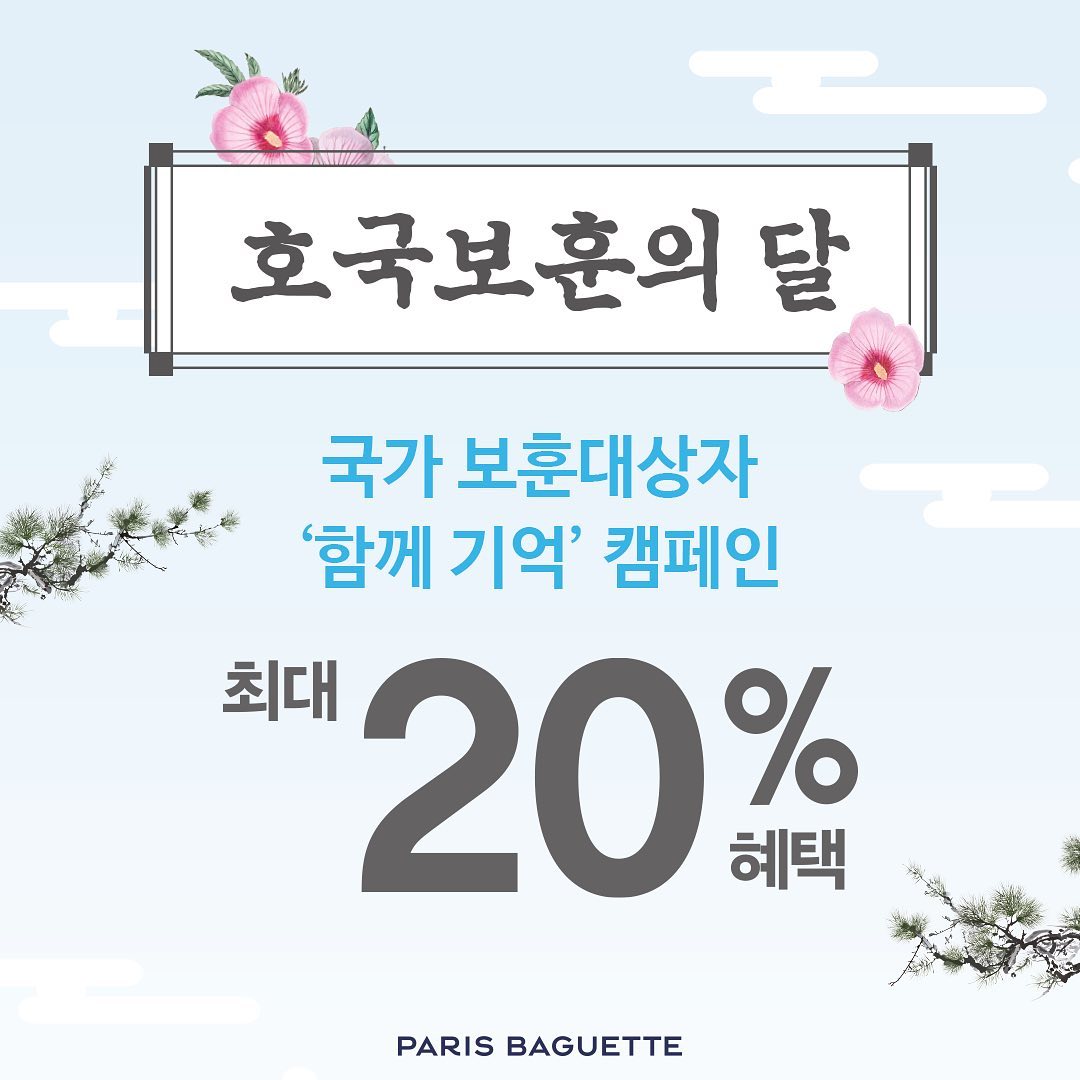 호국보훈의 달
국가 보훈대상자
‘함께 기억’ 캠페인
최대 20%
혜택
PARIS BAGUETTE